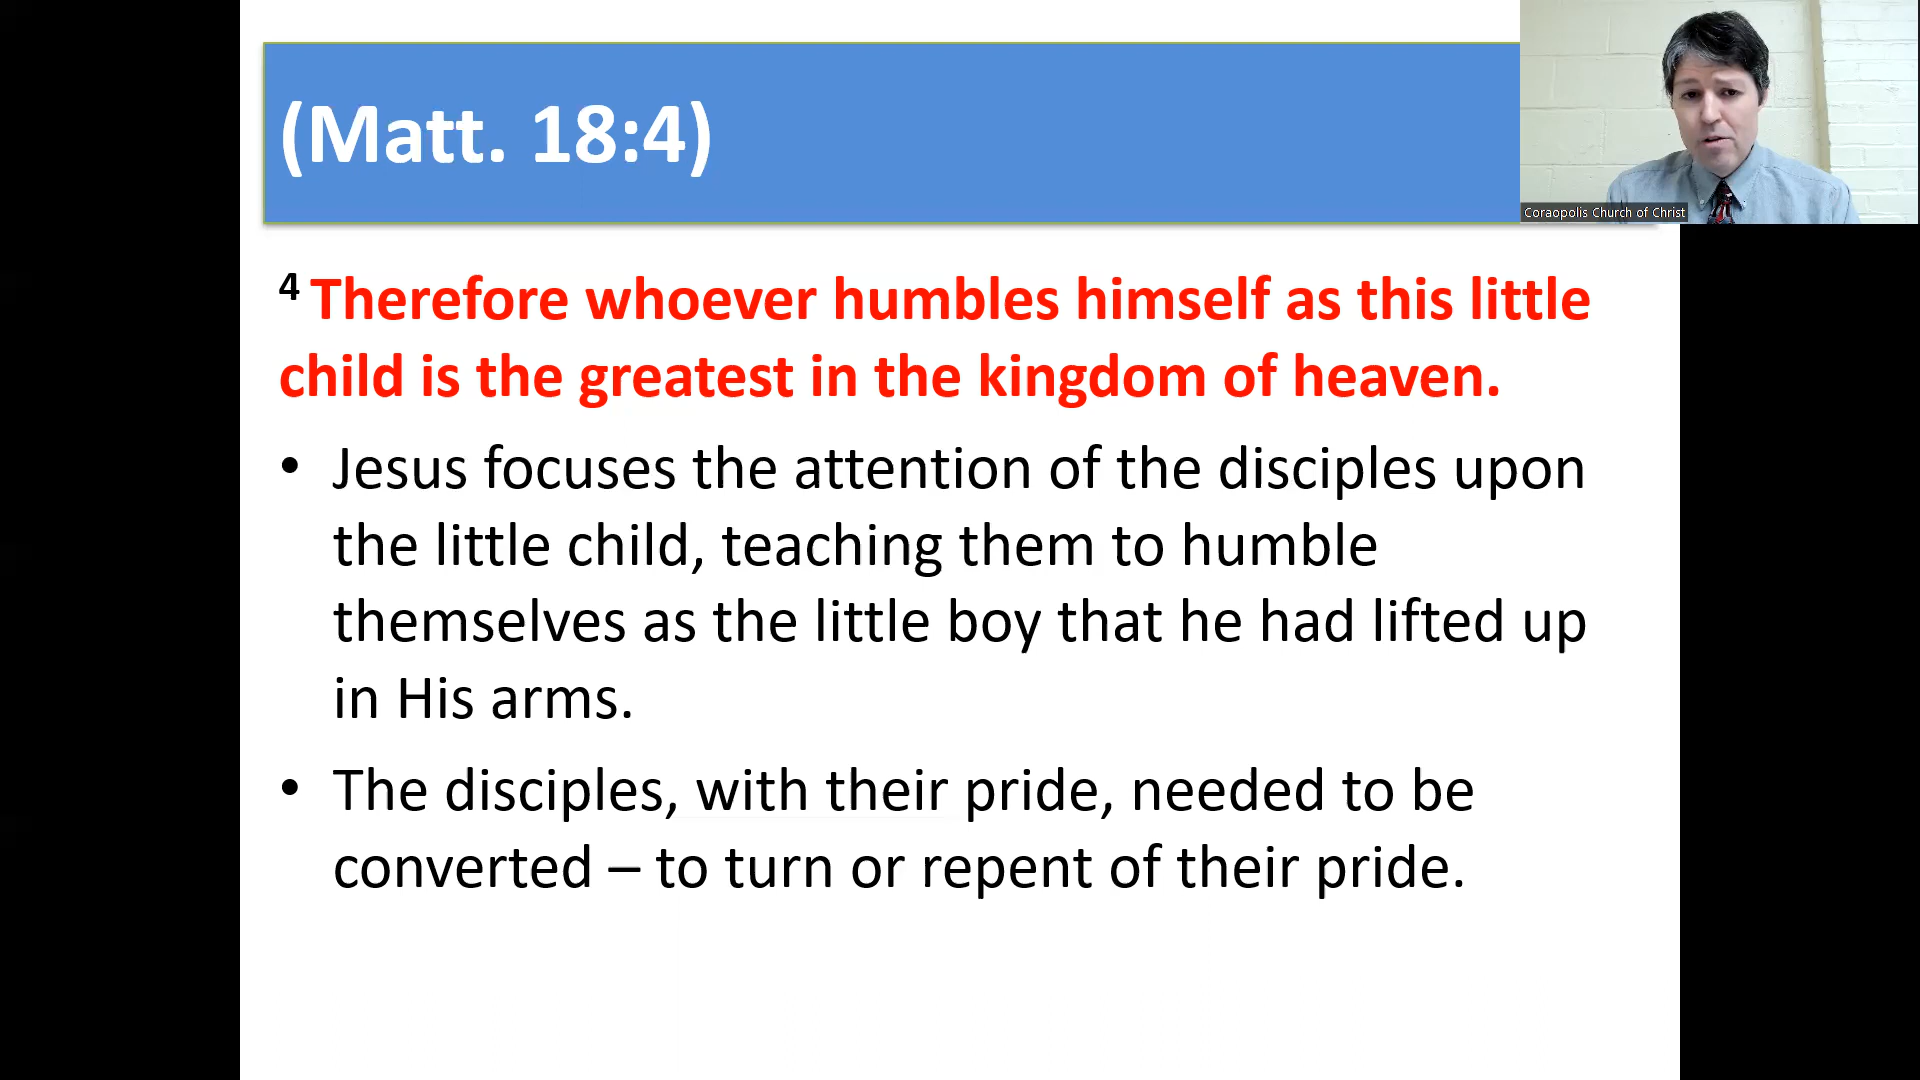 (Matt. 18:4)
Coraopolis Church of Christ
4 Therefore whoever humbles himself as this little
child is the greatest in the kingdom of heaven.
• Jesus focuses the attention of the disciples upon
the little child, teaching them to humble
themselves as the little boy that he had lifted up
in His arms.
• The disciples, with their pride, needed to be
converted – to turn or repent of their pride.